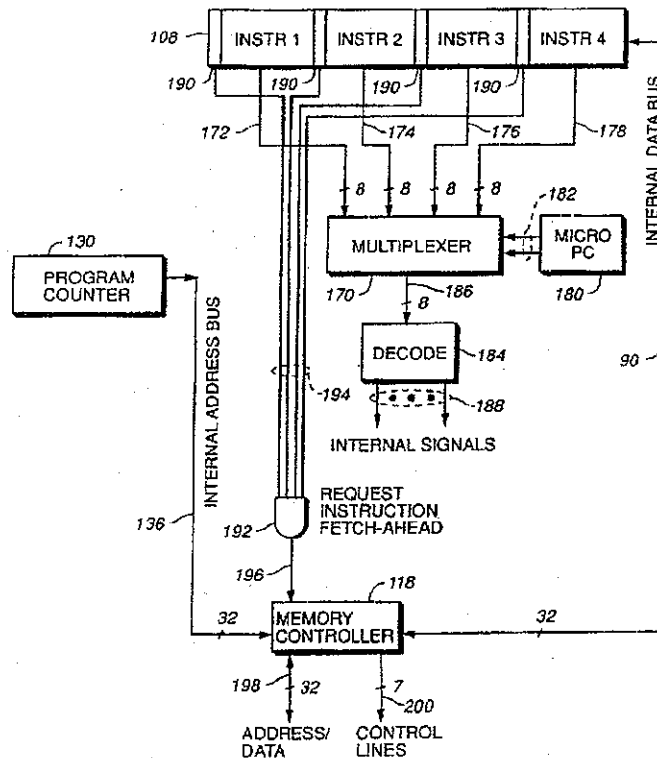 108
INSTR 1
INSTR 2
INSTR 3
INSTR 4
190
190
190
190
172
174
176
178
INTERNAL DATA BUS
8
8
8
8
182
130
PROGRAM
COUNTER
MULTIPLEXER
MICRO
PC
170
186
180
8
DECODE
184
90
INTERNAL ADDRESS BUS
194
188
INTERNAL SIGNALS
REQUEST
INSTRUCTION
FETCH-AHEAD
192
136
196
118
MEMORY
CONTROLLER
32
32
198
32
7
200
ADDRESS/
DATA
CONTROL
LINES